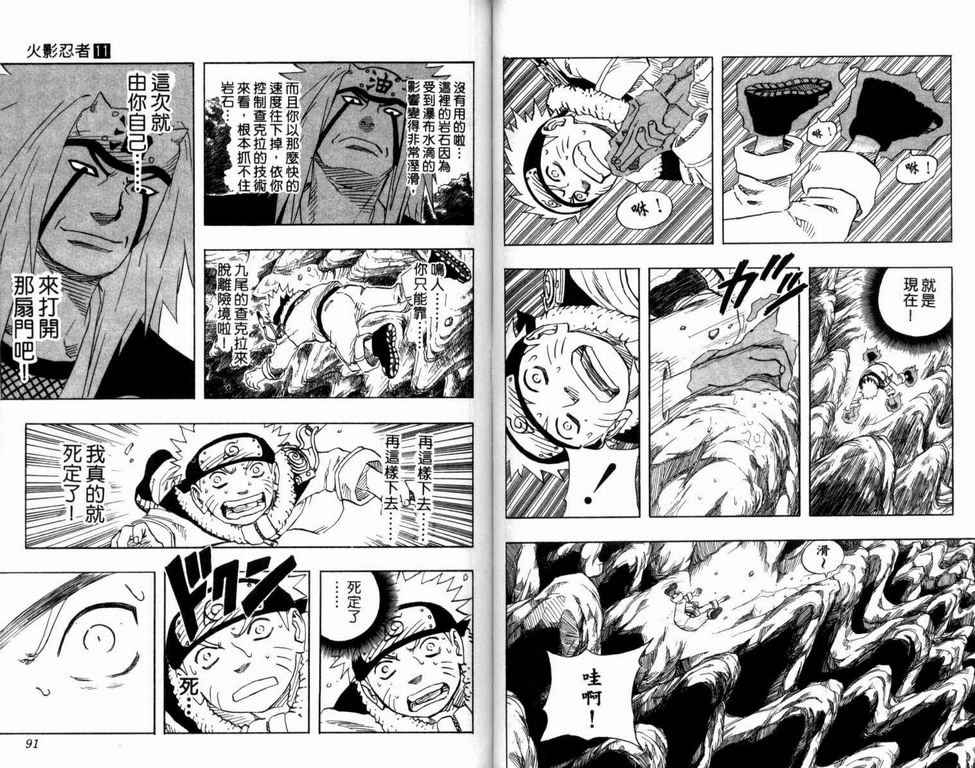 火影忍者11
咻！
咻！
咻！
就是
現在！
ガッ
！
滑～
哇
啊！
沒有用的啦…
這裡的岩石因為
受到瀑布水滴的
影響變得非常溼滑，
而且你以那麼快的
速度往下掉，依你
控制查克拉的技術
來看，根本抓不住
岩石…
這次就
由你自己……
來打開
那扇門吧！
鳴人……
你只能靠……
九尾的查克拉來
脫離險境啦！
再這樣下去……
再這樣下去……
我真的就
死定了！
死定了
……
ドクン
死…
91